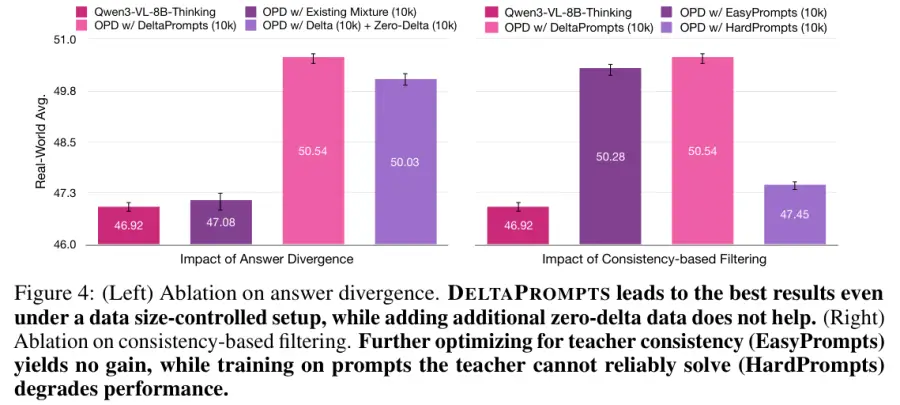 Qwen3-VL-8B-Thinking
OPD w/ Existing Mixture (10k)
OPD w/ DeltaPrompts (10k)
OPD w/ Delta (10k) + Zero-Delta (10k)
51.0
49.8
48.5
47.3
46.0
Real-World Avg.
46.92
47.08
50.54
50.03
Impact of Answer Divergence
Qwen3-VL-8B-Thinking
OPD w/ EasyPrompts (10k)
OPD w/ DeltaPrompts (10k)
OPD w/ HardPrompts (10k)
46.92
50.28
50.54
47.45
Impact of Consistency-based Filtering
Figure 4: (Left) Ablation on answer divergence. DELTAPROMPTS leads to the best results even
under a data size-controlled setup, while adding additional zero-delta data does not help. (Right)
Ablation on consistency-based filtering. Further optimizing for teacher consistency (EasyPrompts)
yields no gain, while training on prompts the teacher cannot reliably solve (HardPrompts)
degrades performance.